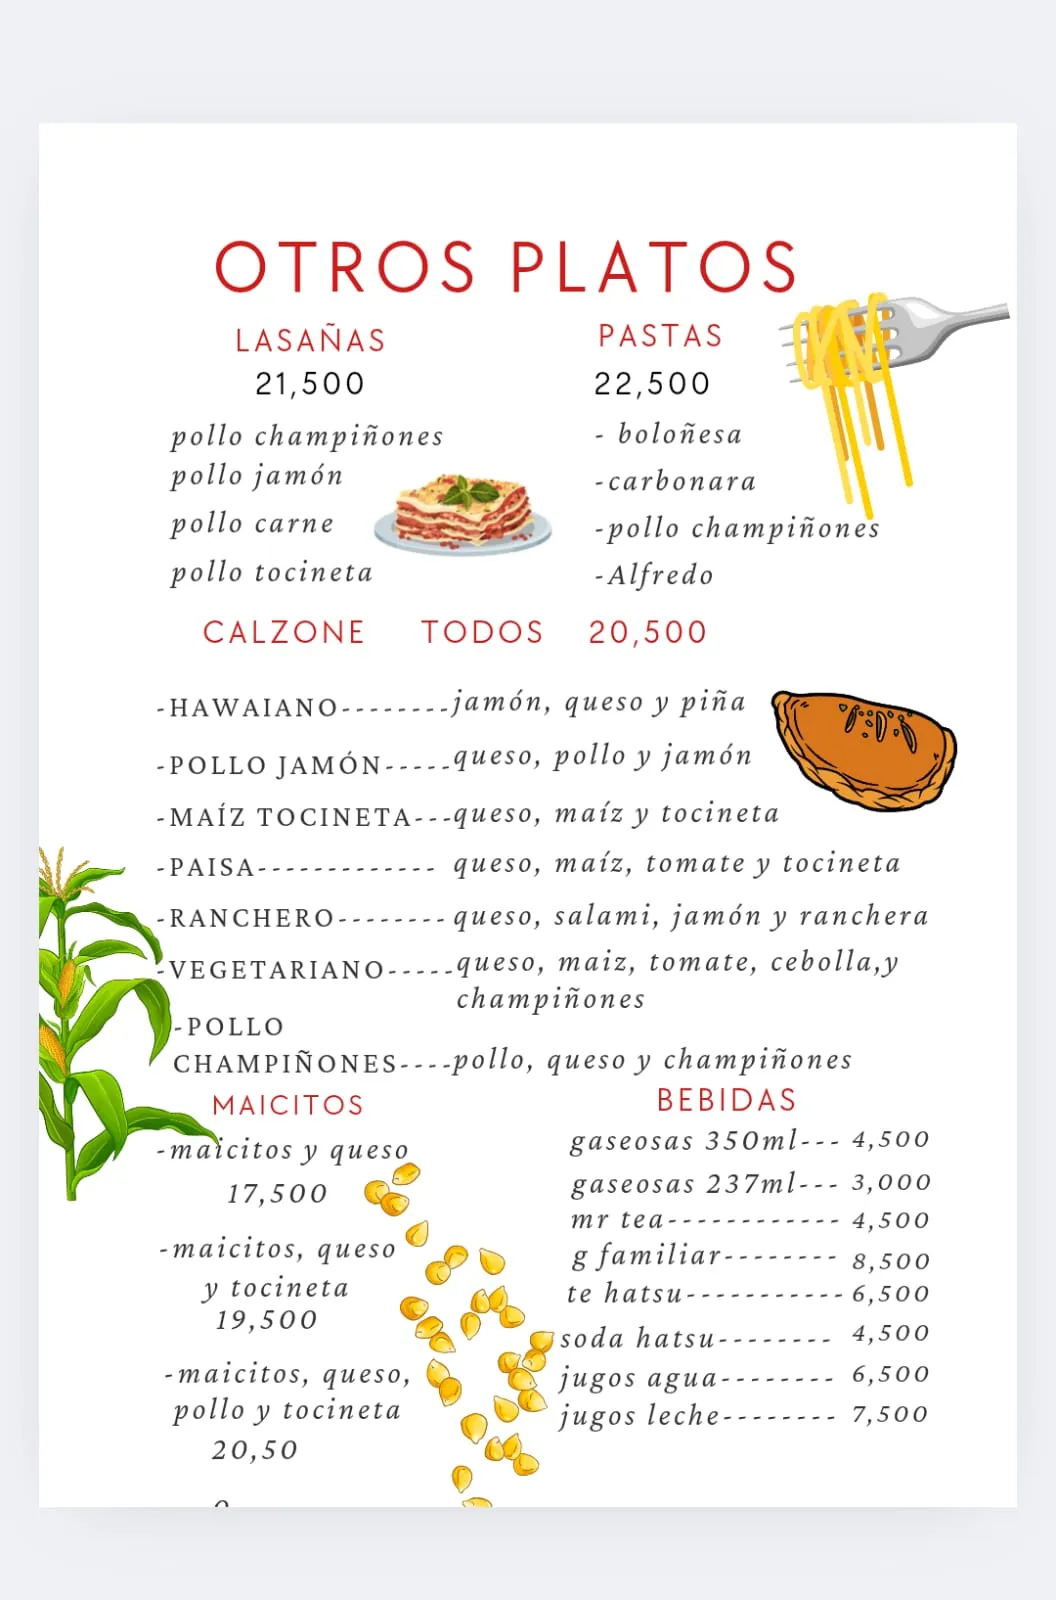 OTROS PLATOS
LASAÑAS
21,500
pollo champiñones
pollo jamón
pollo carne
pollo tocineta
PASTAS
22,500
- boloñesa
-carbonara
-pollo champiñones
-Alfredo
CALZONE TODOS 20,500
-HAWAIANO--------jamón, queso y piña
-POLLO JAMÓN-----queso, pollo y jamón
-MAÍZ TOCINETA---queso, maíz y tocineta
-PAISA------------- queso, maíz, tomate y tocineta
-RANCHERO-------- queso, salami, jamón y ranchera
-VEGETARIANO-----queso, maiz, tomate, cebolla,y
champiñones
-POLLO
CHAMPIÑONES----pollo, queso y champiñones
MAICITOS
-maicitos y queso
17,500
-maicitos, queso
y tocineta
19,500
-maicitos, queso,
pollo y tocineta
20,50
0
BEBIDAS
gaseosas 350ml--- 4,500
gaseosas 237ml--- 3,000
mr tea------------ 4,500
g familiar-------- 8,500
te hatsu----------- 6,500
soda hatsu-------- 4,500
jugos agua-------- 6,500
jugos leche-------- 7,500